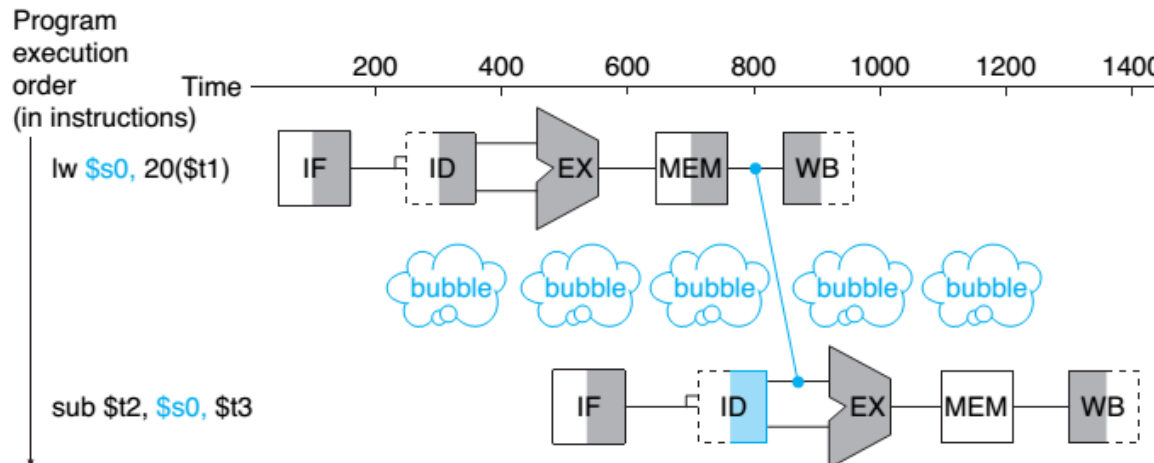 Program
execution
order
(in instructions)
Time
200 400 600 800 1000 1200 1400
lw $s0, 20($t1)
IF ID EX MEM WB
bubble bubble bubble bubble bubble
sub $t2, $s0, $t3
IF ID EX MEM WB